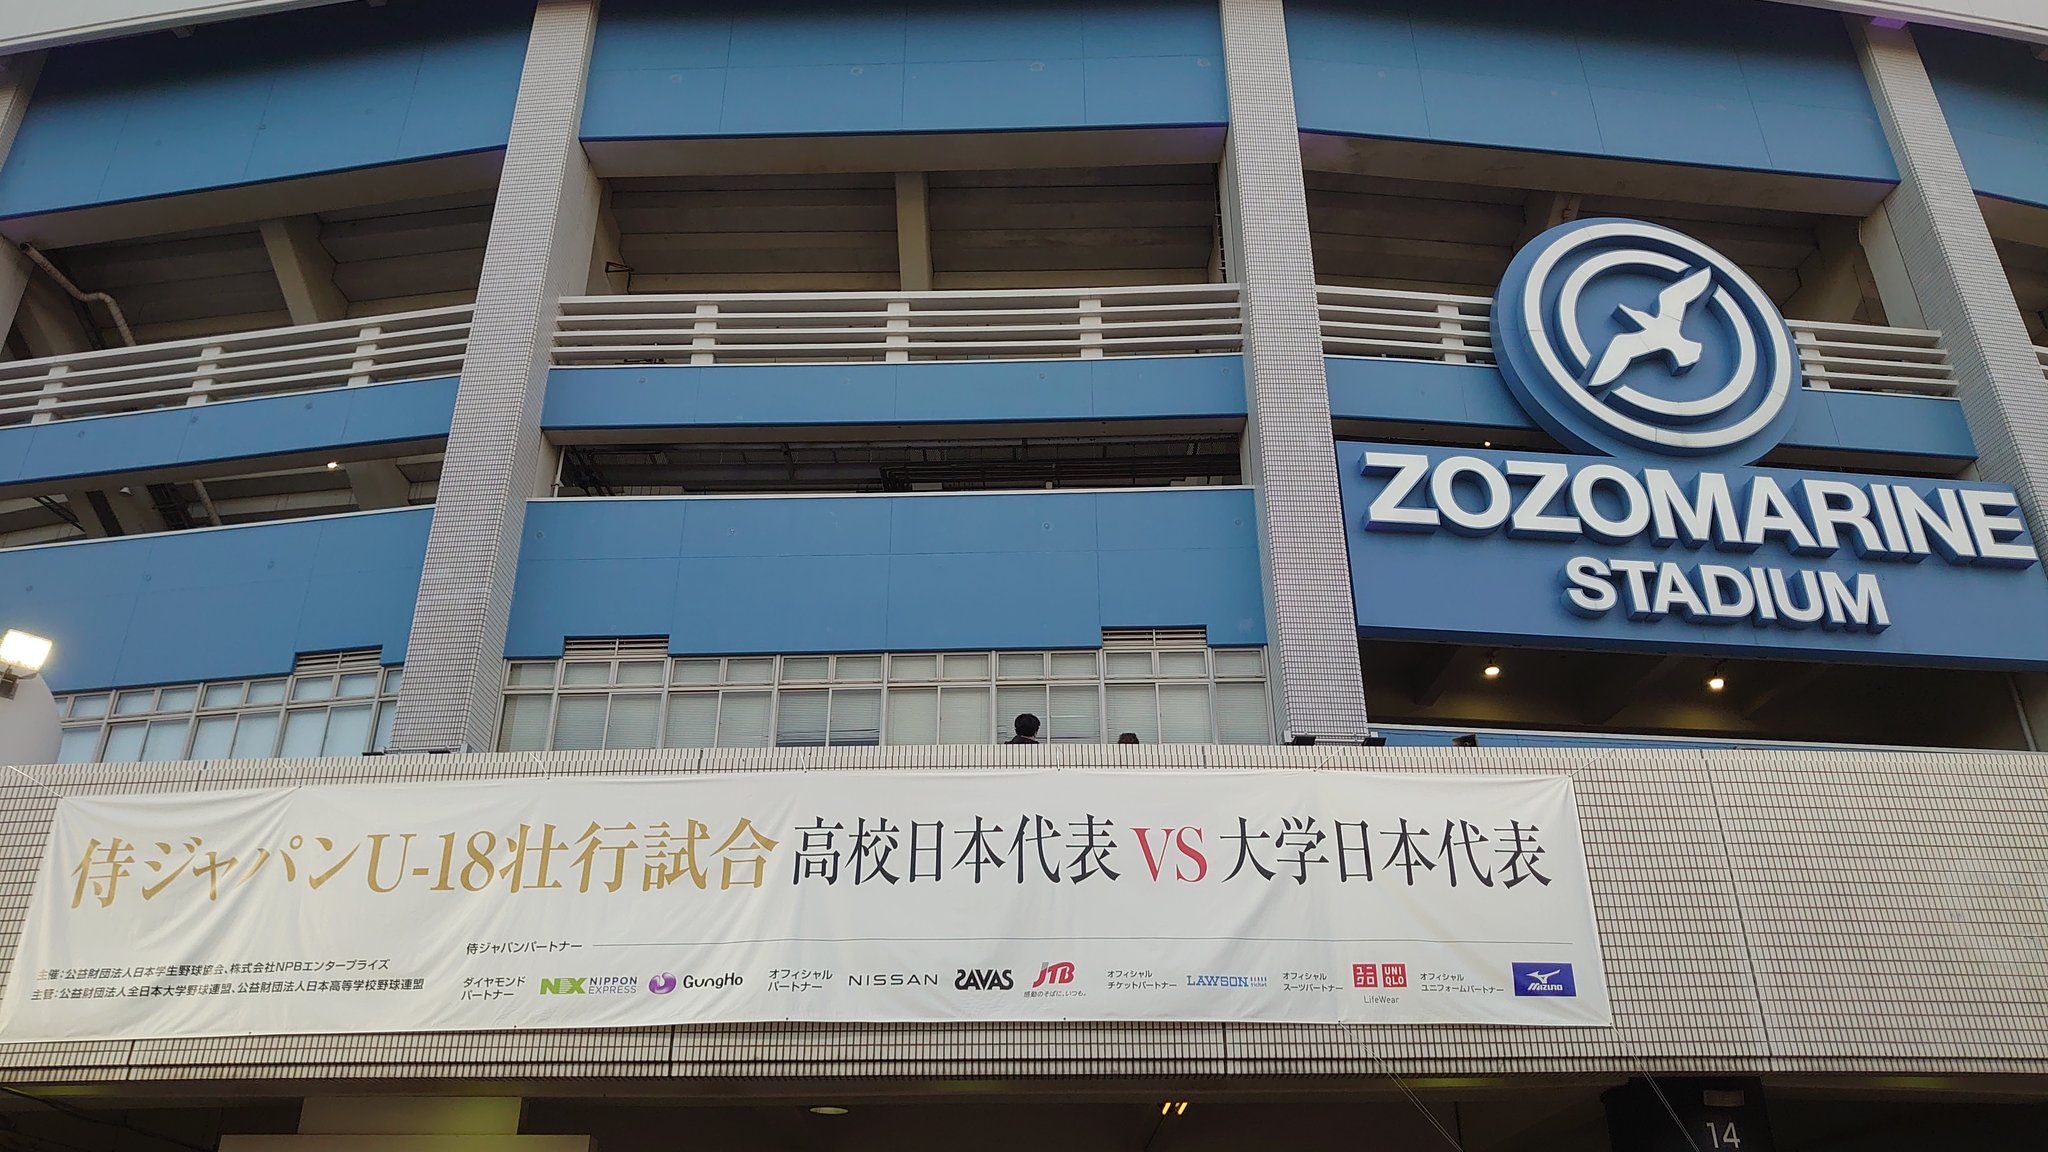 ZOZOMARINE
STADIUM
侍ジャパンU-18壮行試合 高校日本代表 VS 大学日本代表
侍ジャパンパートナー
主催:公益財団法人日本学生野球協会、株式会社NPBエンタープライズ
主管:公益財団法人全日本大学野球連盟、公益財団法人日本高等学校野球連盟
ダイヤモンド
パートナー
NX NIPPON
EXPRESS
GungHo
オフィシャル
パートナー
NISSAN
SAVAS
JTB
感動のそばに、いつも。
オフィシャル
チケットパートナー
LAWSON ticket
オフィシャル
スーツパートナー
ユニ
クロ
UNI
QLO
LifeWear
オフィシャル
ユニフォームパートナー
MIZUNO
14